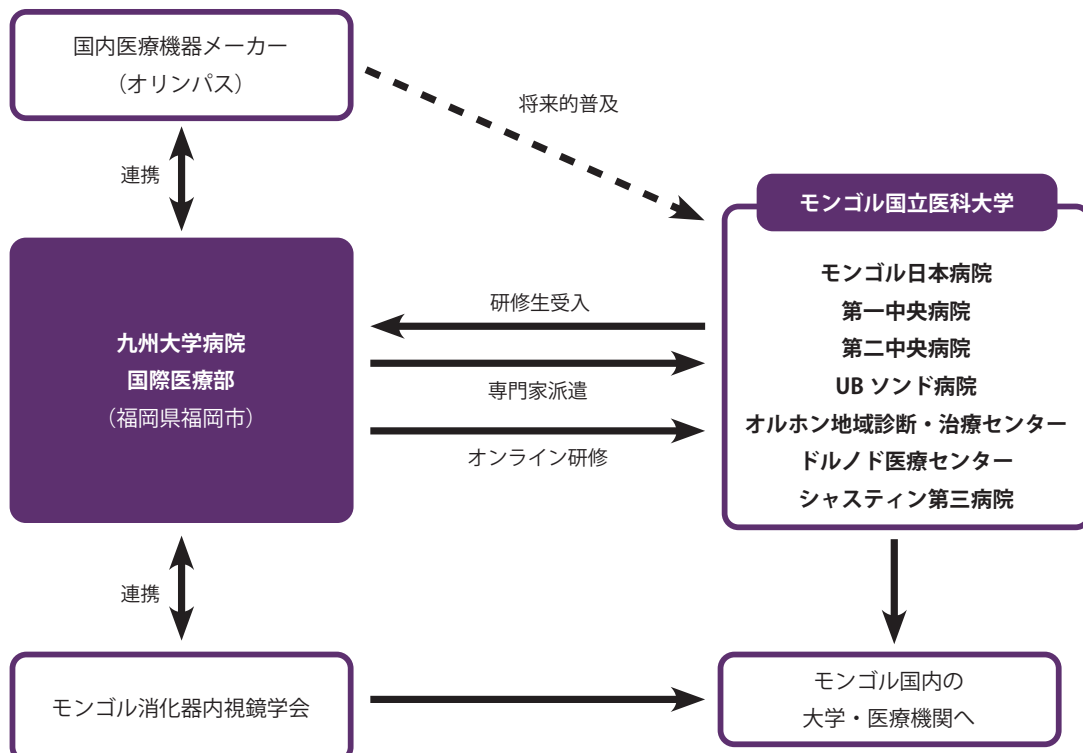 国内医療機器メーカー
（オリンパス）
将来的普及
連携
モンゴル国立医科大学
モンゴル日本病院
第一中央病院
第二中央病院
UB ソンド病院
オルホン地域診断・治療センター
ドルノド医療センター
シャスティン第三病院
研修生受入
九州大学病院
国際医療部
（福岡県福岡市）
専門家派遣
オンライン研修
連携
モンゴル消化器内視鏡学会
モンゴル国内の
大学・医療機関へ